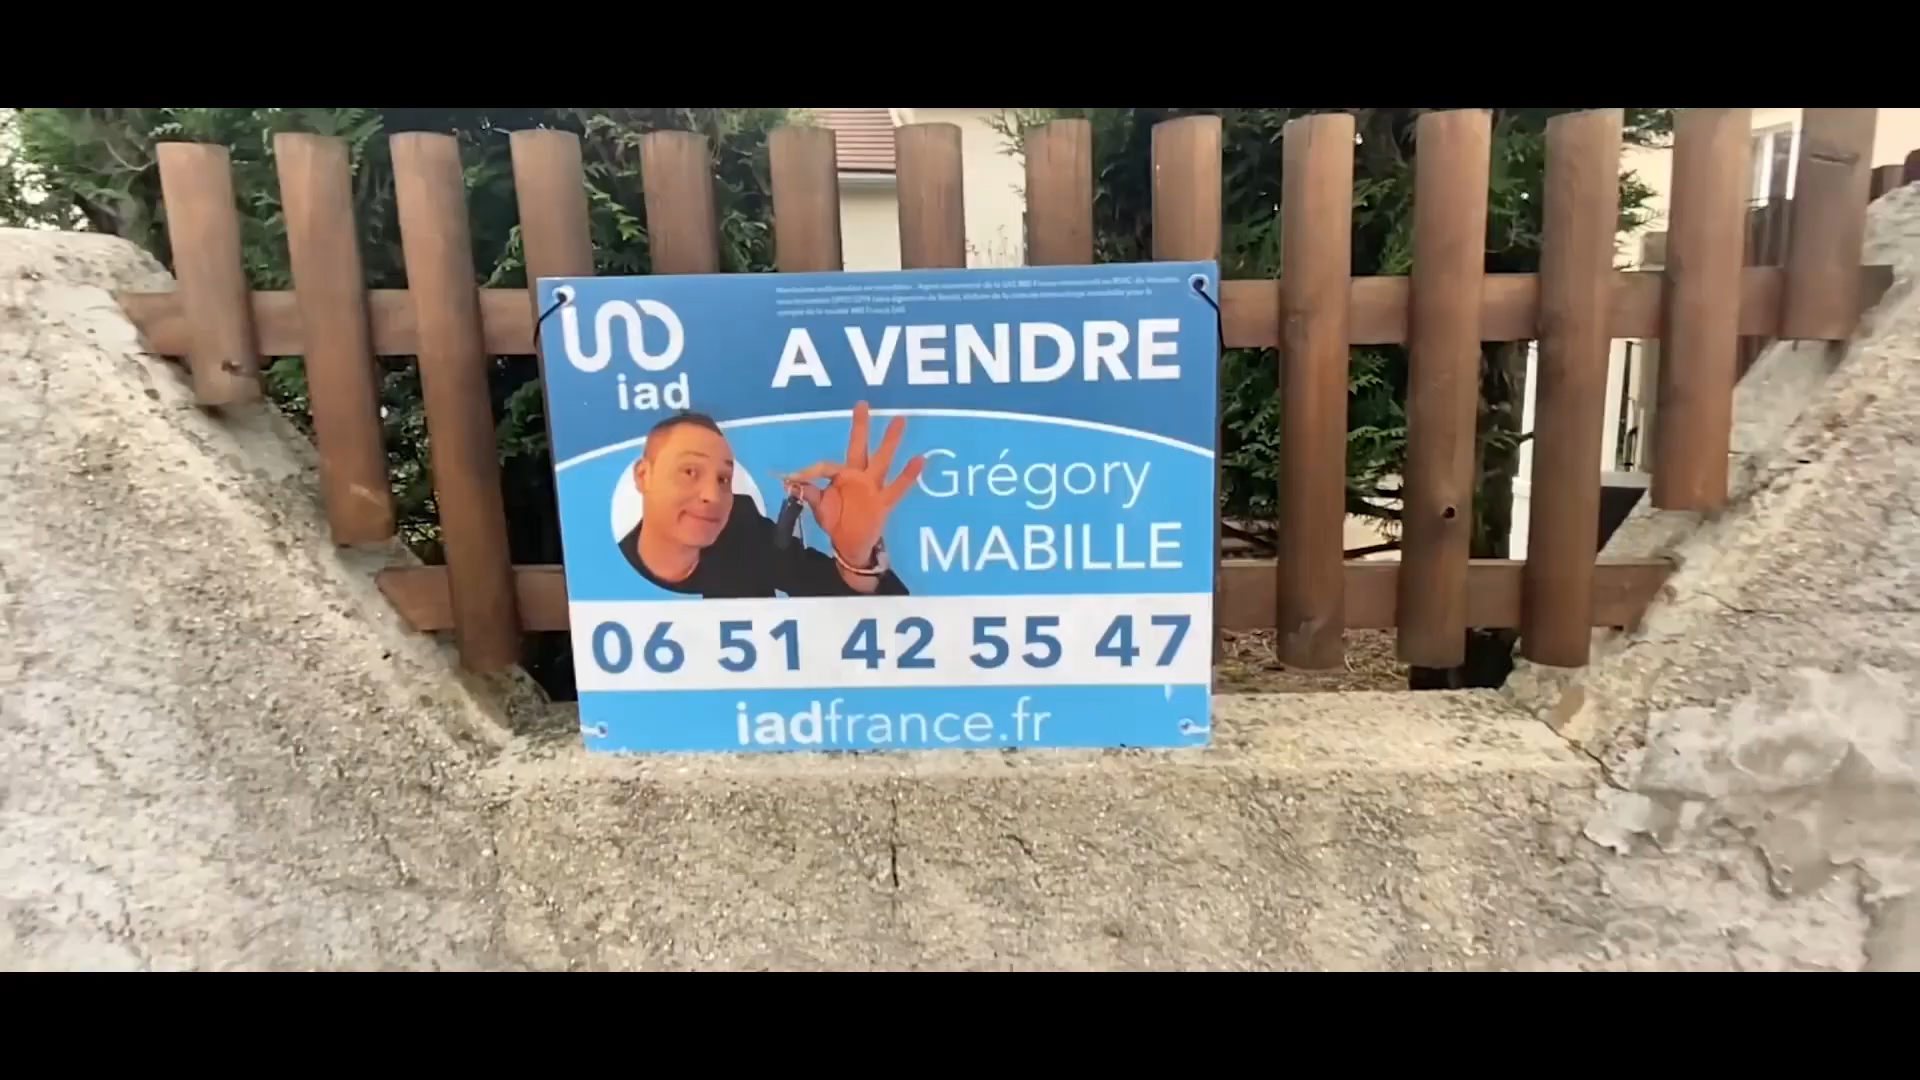 iad
A VENDRE
Grégory
MABILLE
06 51 42 55 47
iadfrance.fr